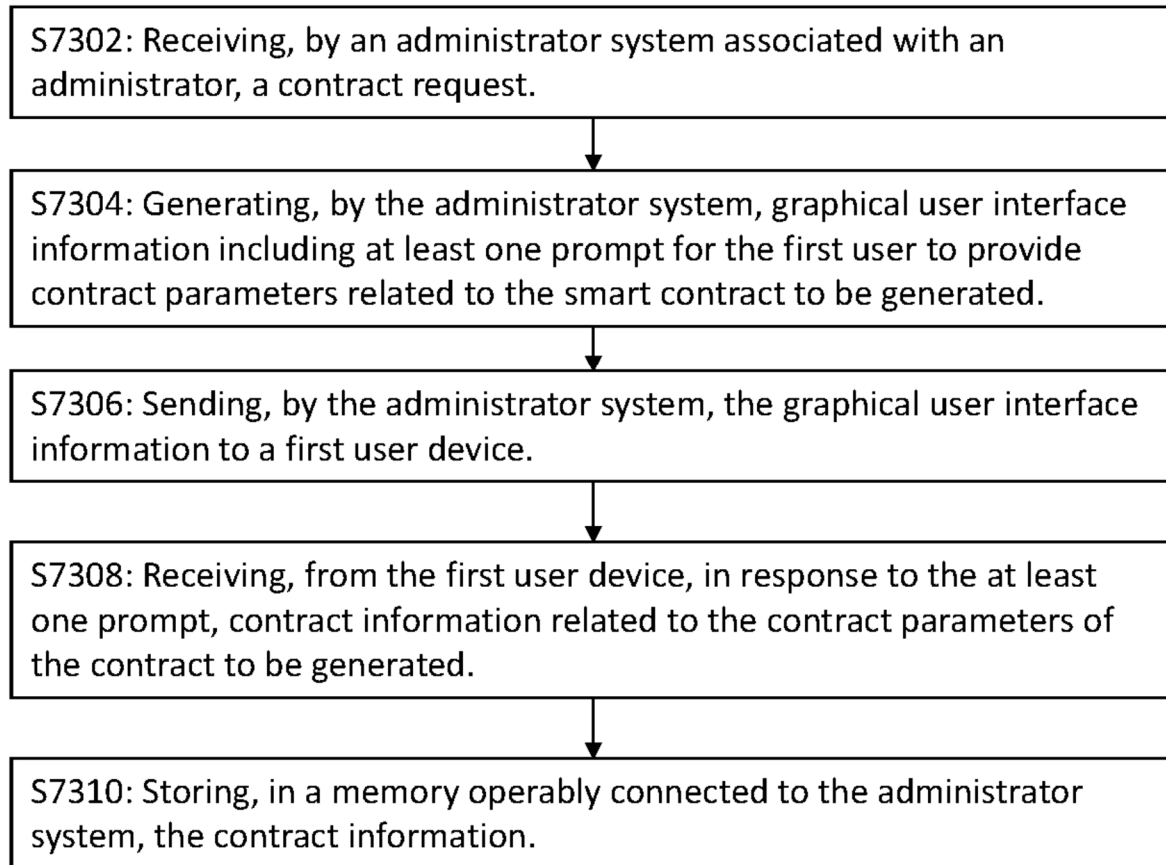 S7302: Receiving, by an administrator system associated with an
administrator, a contract request.
S7304: Generating, by the administrator system, graphical user interface
information including at least one prompt for the first user to provide
contract parameters related to the smart contract to be generated.
S7306: Sending, by the administrator system, the graphical user interface
information to a first user device.
S7308: Receiving, from the first user device, in response to the at least
one prompt, contract information related to the contract parameters of
the contract to be generated.
S7310: Storing, in a memory operably connected to the administrator
system, the contract information.